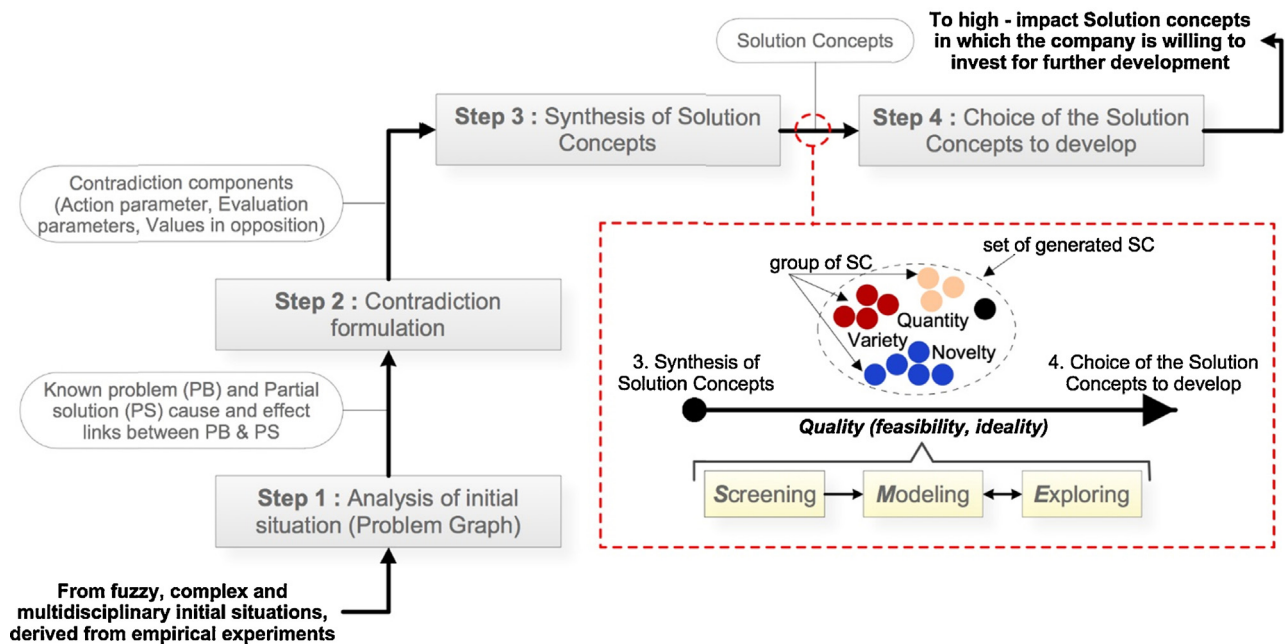 To high - impact Solution concepts
in which the company is willing to
invest for further development
Solution Concepts
Step 3 : Synthesis of Solution
Concepts
Step 4 : Choice of the Solution
Concepts to develop
Contradiction components
(Action parameter, Evaluation
parameters, Values in opposition)
Step 2 : Contradiction
formulation
Known problem (PB) and Partial
solution (PS) cause and effect
links between PB & PS
Step 1 : Analysis of initial
situation (Problem Graph)
From fuzzy, complex and
multidisciplinary initial situations,
derived from empirical experiments
set of generated SC
group of SC
Quantity
Variety
Novelty
3. Synthesis of
Solution Concepts
4. Choice of the Solution
Concepts to develop
Quality (feasibility, ideality)
Screening
Modeling
Exploring